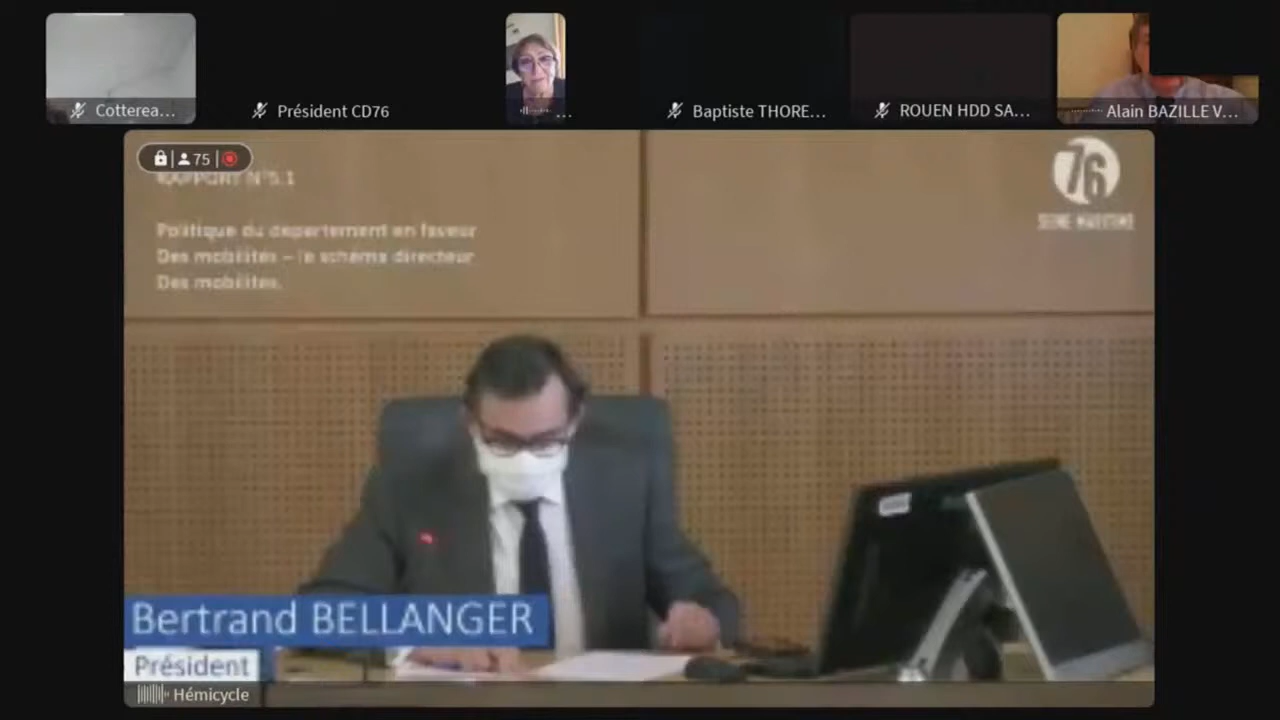 Cotterea...
Président CD76
...
Baptiste THORE...
ROUEN HDD SA...
Alain BAZILLE V...
75
RAPPORT N°5.1
Politique du département en faveur
Des mobilités – le schéma directeur
Des mobilités.
76
SEINE-MARITIME
Bertrand BELLANGER
Président
Hémicycle